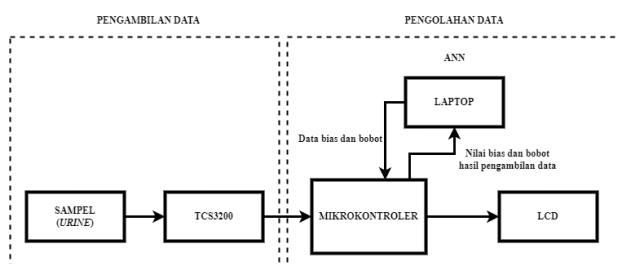 PENGAMBILAN DATA
PENGOLAHAN DATA
ANN
LAPTOP
Data bias dan bobot
Nilai bias dan bobot
hasil pengambilan data
SAMPEL
(URINE)
TCS3200
MIKROKONTROLER
LCD